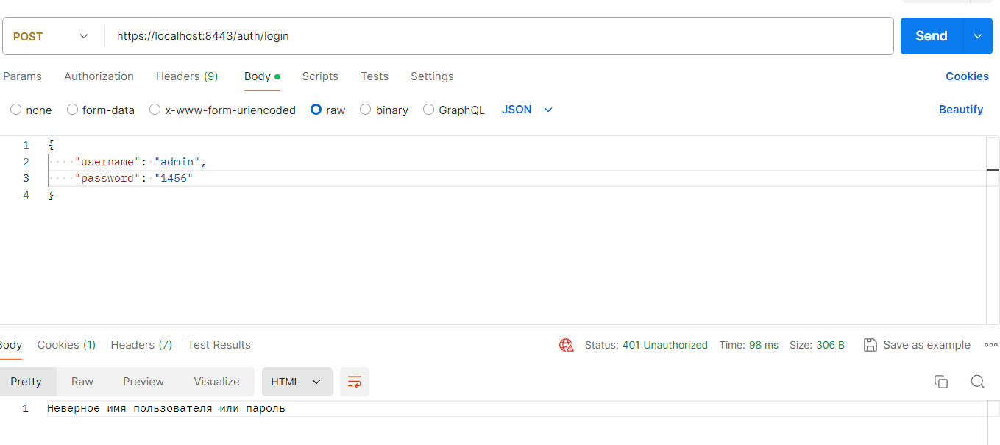 POST https://localhost:8443/auth/login Send
Params Authorization Headers (9) Body Scripts Tests Settings Cookies
none form-data x-www-form-urlencoded raw binary GraphQL JSON Beautify
1 {
2 "username": "admin",
3 "password": "1456"
4 }
Body Cookies (1) Headers (7) Test Results Status: 401 Unauthorized Time: 98 ms Size: 306 B Save as example
Pretty Raw Preview Visualize HTML
1 Неверное имя пользователя или пароль